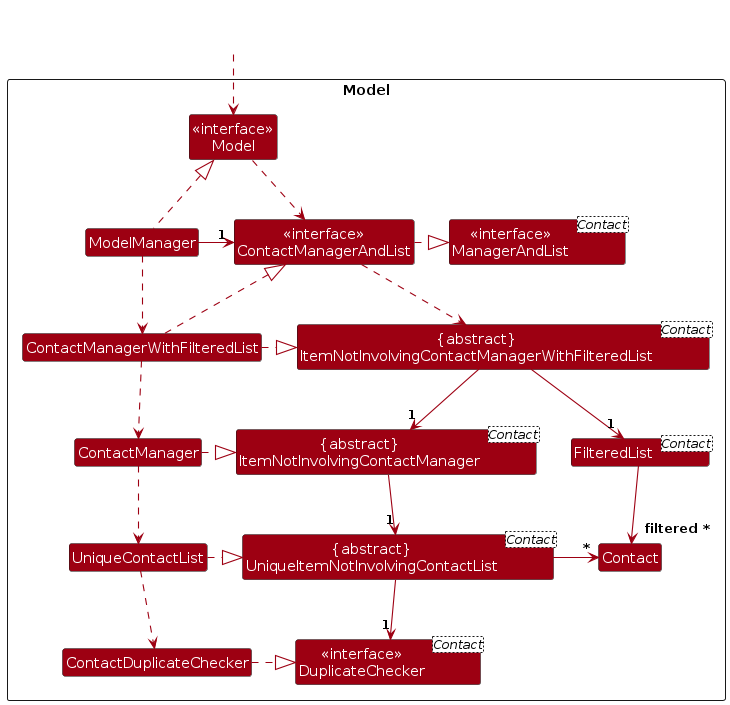 Model
«interface»
Model
ModelManager
1
«interface»
ContactManagerAndList
«interface»
ManagerAndList
Contact
ContactManagerWithFilteredList
{abstract}
ItemNotInvolvingContactManagerWithFilteredList
Contact
1
1
ContactManager
{abstract}
ItemNotInvolvingContactManager
Contact
FilteredList
Contact
1
filtered *
UniqueContactList
{abstract}
UniqueItemNotInvolvingContactList
Contact
*
Contact
1
ContactDuplicateChecker
«interface»
DuplicateChecker
Contact